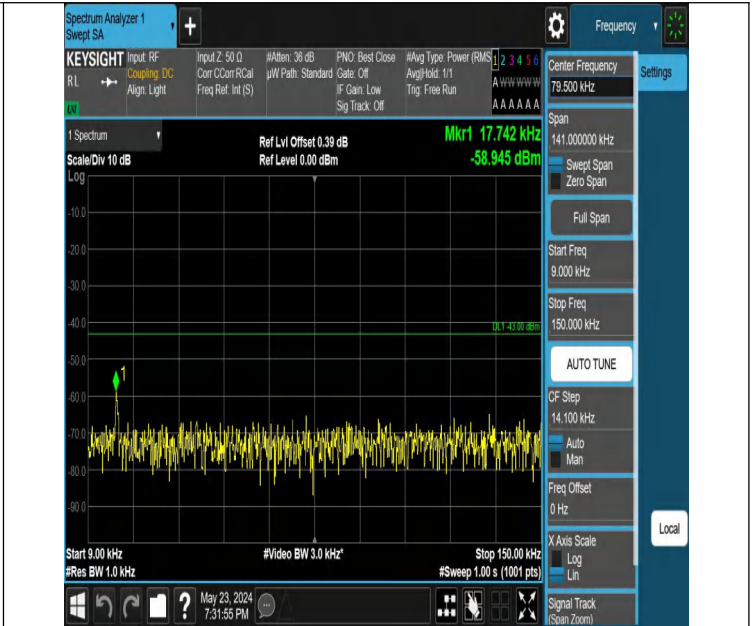 Spectrum Analyzer 1
Swept SA
+
Frequency
KEYSIGHT
RL
LXI
Input: RF
Coupling: DC
Align: Light
Input Z: 50 Ω
Corr CCorr RCal
Freq Ref: Int (S)
#Atten: 36 dB
µW Path: Standard
PNO: Best Close
Gate: Off
IF Gain: Low
Sig Track: Off
#Avg Type: Power (RMS
Avg|Hold: 1/1
Trig: Free Run
1 2 3 4 5 6
A W W W W W
A A A A A A
1 Spectrum
Scale/Div 10 dB
Log
Ref Lvl Offset 0.39 dB
Ref Level 0.00 dBm
Mkr1 17.742 kHz
-58.945 dBm
-10.0
-20.0
-30.0
-40.0
DL1 -43.00 dBm
-50.0
1
-60.0
-70.0
-80.0
-90.0
Start 9.00 kHz
#Res BW 1.0 kHz
#Video BW 3.0 kHz*
Stop 150.00 kHz
#Sweep 1.00 s (1001 pts)
Center Frequency
79.500 kHz
Settings
Span
141.000000 kHz
Swept Span
Zero Span
Full Span
Start Freq
9.000 kHz
Stop Freq
150.000 kHz
AUTO TUNE
CF Step
14.100 kHz
Auto
Man
Freq Offset
0 Hz
X Axis Scale
Log
Lin
Local
Signal Track
(Span Zoom)
?
May 23, 2024
7:31:55 PM